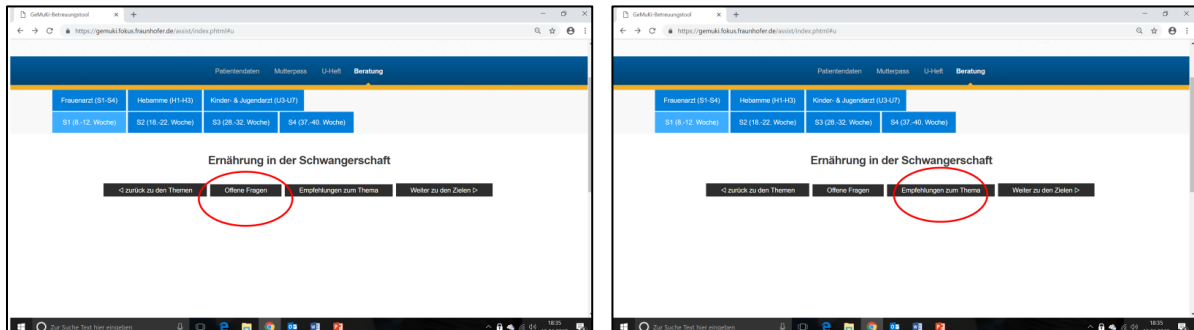 GeMuKi-Betreuungstool
https://gemuki.fokus.fraunhofer.de/assist/index.phtml#u
Patientendaten Mutterpass U-Heft Beratung
Frauenarzt (S1-S4) Hebamme (H1-H3) Kinder- & Jugendarzt (U3-U7)
S1 (8.-12. Woche) S2 (18.-22. Woche) S3 (28.-32. Woche) S4 (37.-40. Woche)
Ernährung in der Schwangerschaft
zurück zu den Themen Offene Fragen Empfehlungen zum Thema Weiter zu den Zielen
Zur Suche Text hier eingeben
18:35
GeMuKi-Betreuungstool
https://gemuki.fokus.fraunhofer.de/assist/index.phtml#u
Patientendaten Mutterpass U-Heft Beratung
Frauenarzt (S1-S4) Hebamme (H1-H3) Kinder- & Jugendarzt (U3-U7)
S1 (8.-12. Woche) S2 (18.-22. Woche) S3 (28.-32. Woche) S4 (37.-40. Woche)
Ernährung in der Schwangerschaft
zurück zu den Themen Offene Fragen Empfehlungen zum Thema Weiter zu den Zielen
Zur Suche Text hier eingeben
18:35